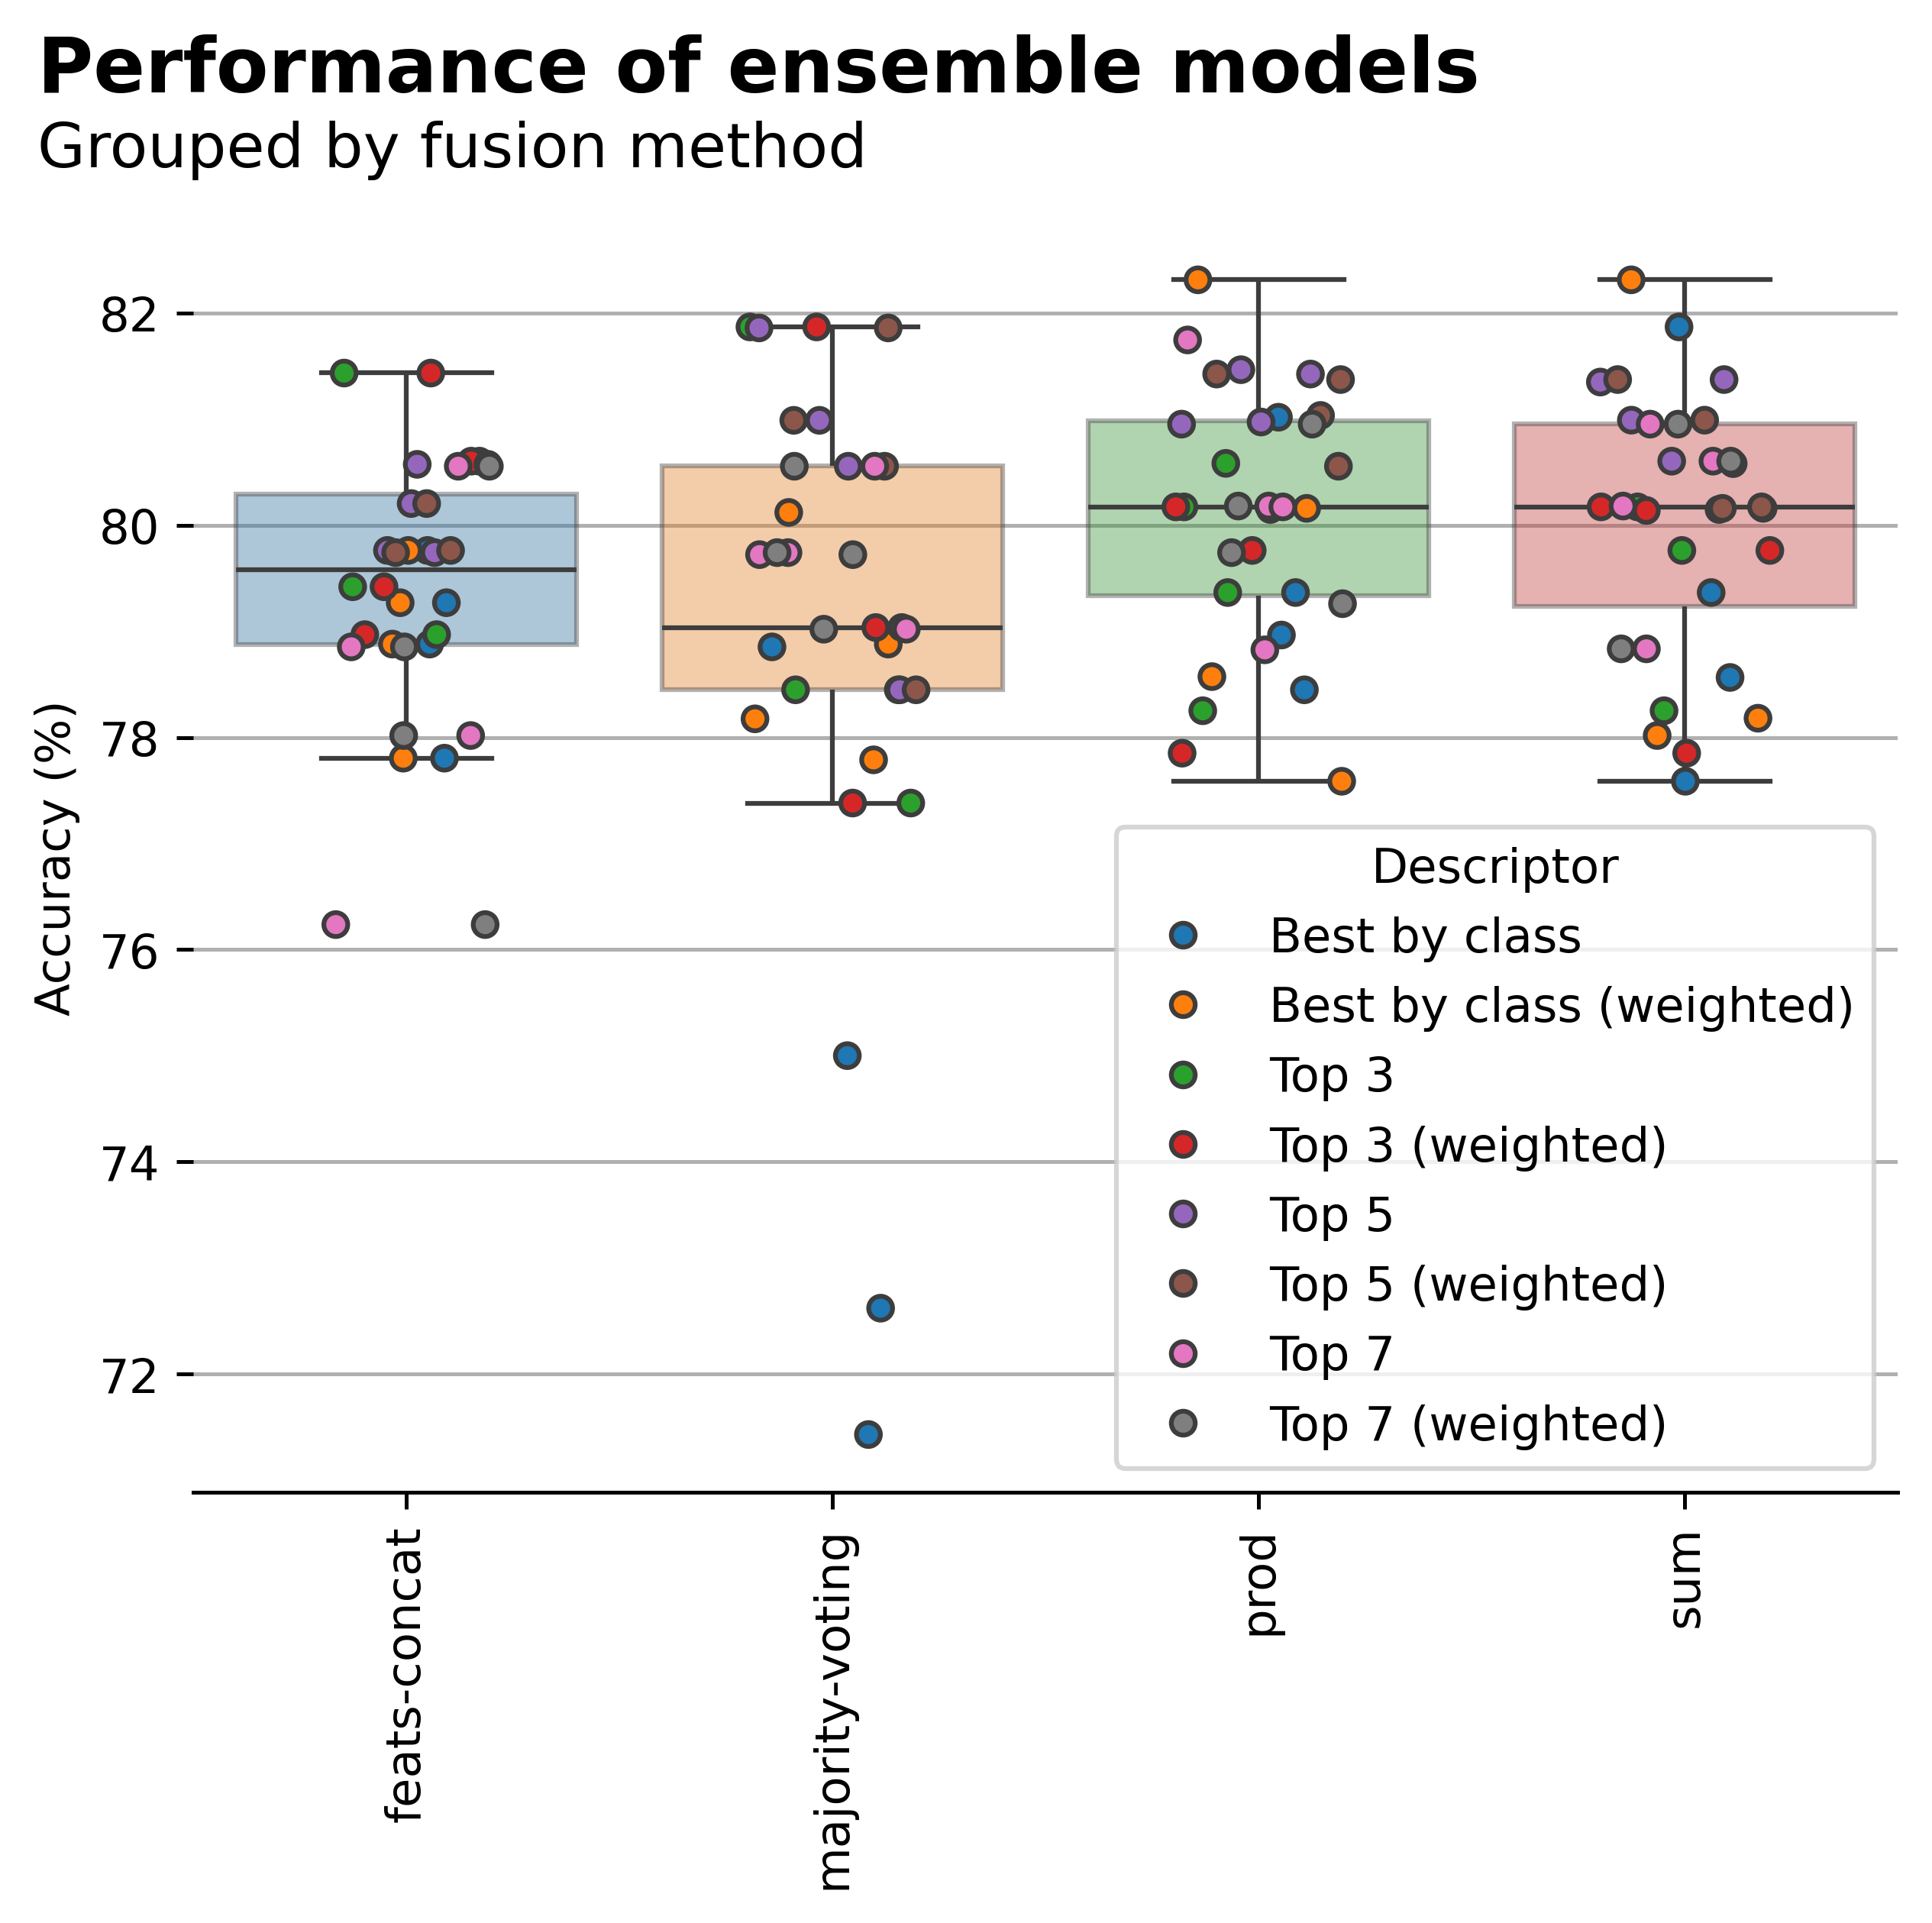 Performance of ensemble models
Grouped by fusion method
Accuracy (%)
82
80
78
76
74
72
Descriptor
Best by class
Best by class (weighted)
Top 3
Top 3 (weighted)
Top 5
Top 5 (weighted)
Top 7
Top 7 (weighted)
feats-concat
majority-voting
prod
sum